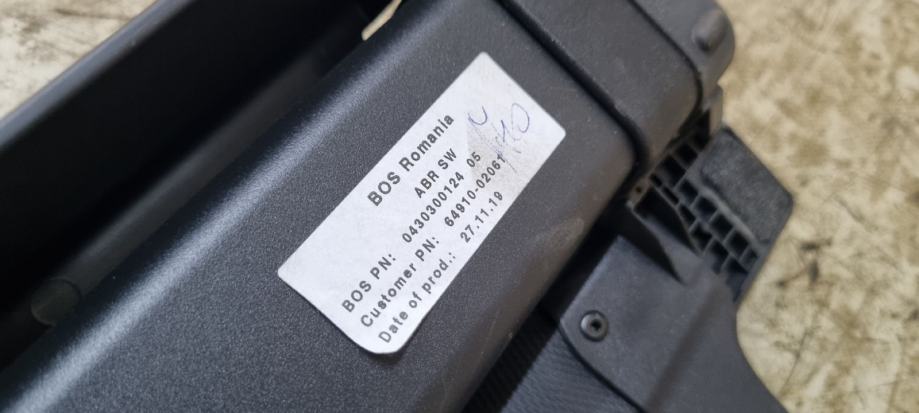 BOS Romania
ABR SW
BOS PN: 0430300124 05
Customer PN: 64910-02061
Date of prod.: 27.11.19